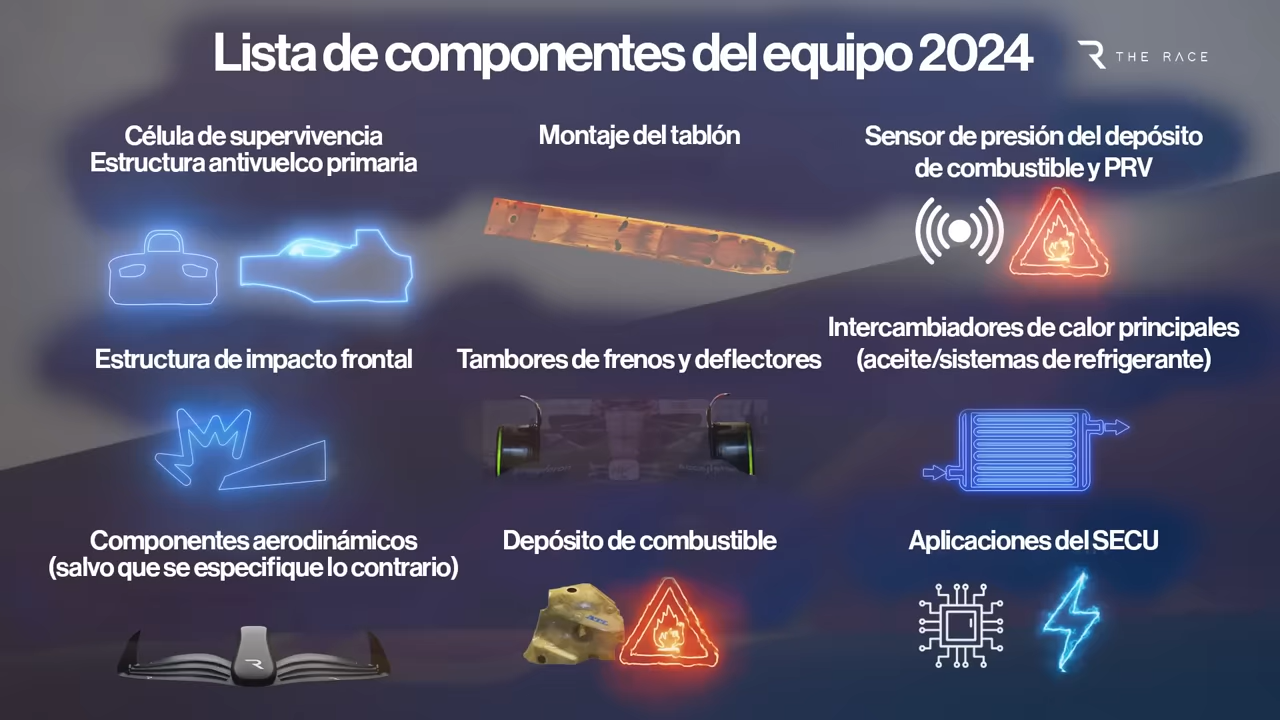 Lista de componentes del equipo 2024
THE RACE
Célula de supervivencia
Estructura antivuelco primaria
Montaje del tablón
Sensor de presión del depósito
de combustible y PRV
Estructura de impacto frontal
Tambores de frenos y deflectores
Intercambiadores de calor principales
(aceite/sistemas de refrigerante)
Componentes aerodinámicos
(salvo que se especifique lo contrario)
Depósito de combustible
Aplicaciones del SECU